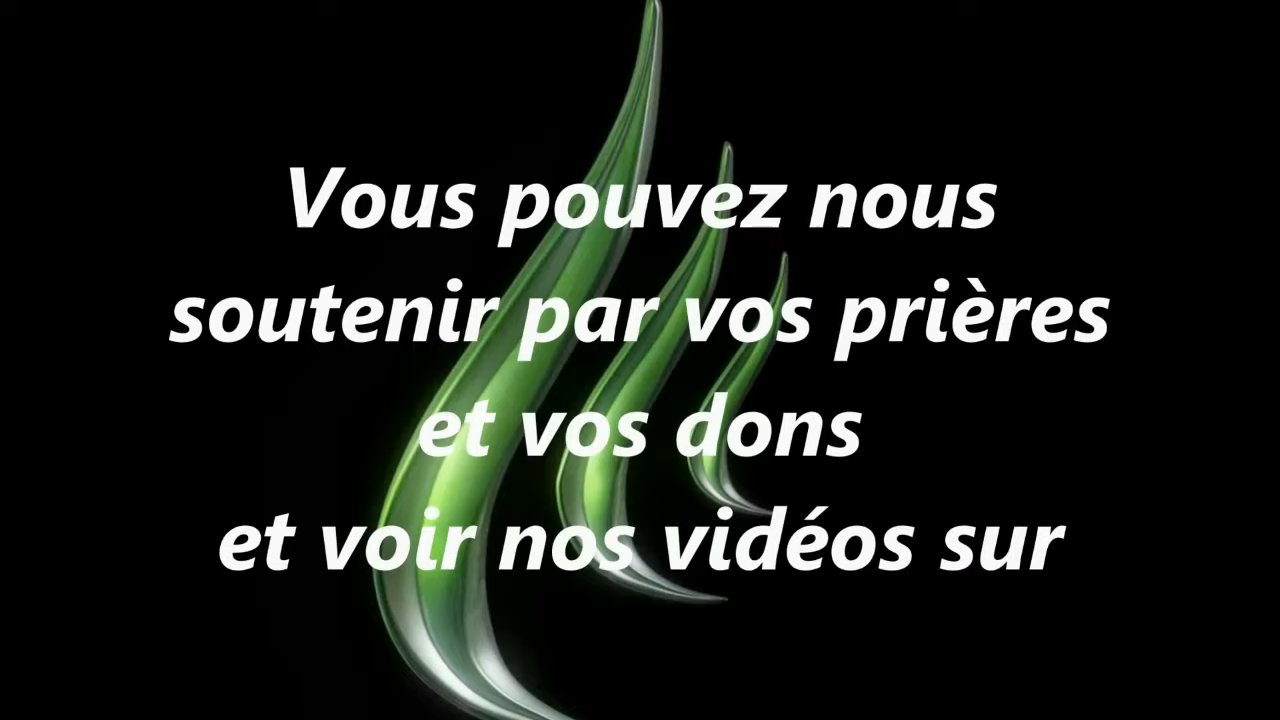 Vous pouvez nous
soutenir par vos prières
et vos dons
et voir nos vidéos sur